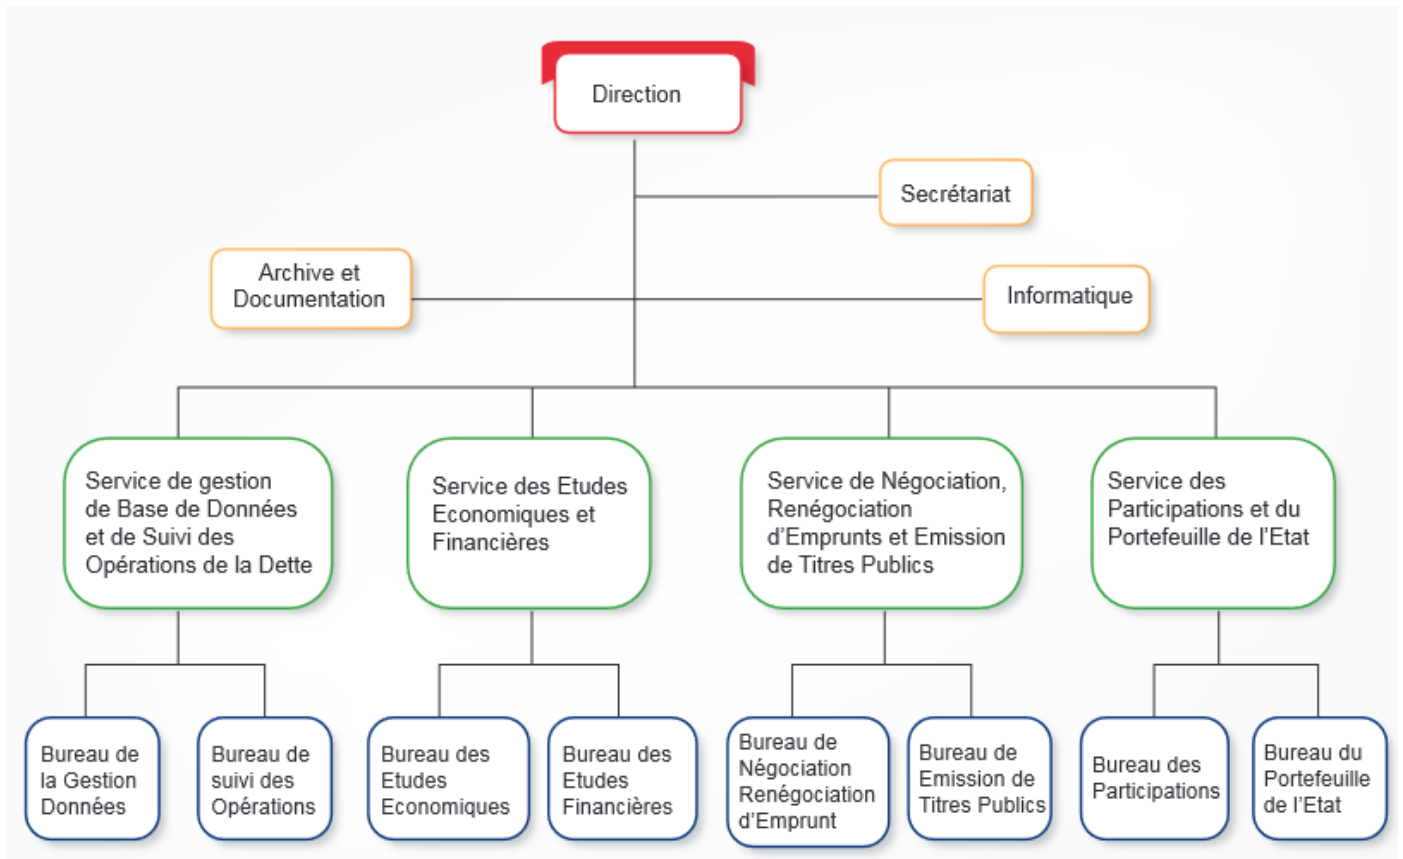 Direction
Secrétariat
Archive et
Documentation
Informatique
Service de gestion
de Base de Données
et de Suivi des
Opérations de la Dette
Service des Etudes
Economiques et
Financières
Service de Négociation,
Renégociation
d'Emprunts et Emission
de Titres Publics
Service des
Participations et du
Portefeuille de l'Etat
Bureau de
la Gestion
Données
Bureau de
suivi des
Opérations
Bureau des
Etudes
Economiques
Bureau des
Etudes
Financières
Bureau de
Négociation
Renégociation
d'Emprunt
Bureau de
Emission de
Titres Publics
Bureau des
Participations
Bureau du
Portefeuille
de l'Etat